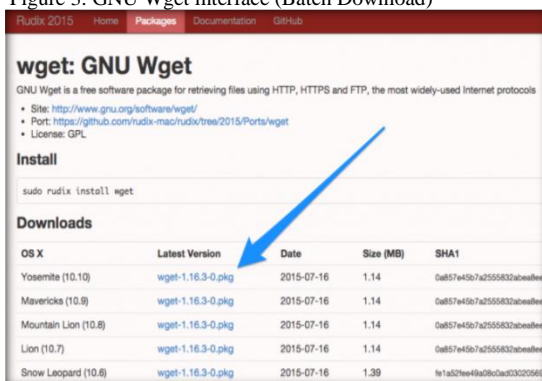 Figure 3. GNU Wget Interface (Batch Download)
Rudix 2015 Home Packages Documentation GitHub
wget: GNU Wget
GNU Wget is a free software package for retrieving files using HTTP, HTTPS and FTP, the most widely-used Internet protocols
• Site: http://www.gnu.org/software/wget/
• Port: https://github.com/rudix-mac/rudix/tree/2015/Ports/wget
• License: GPL
Install
sudo rudix install wget
Downloads
OS X Latest Version Date Size (MB) SHA1
Yosemite (10.10) wget-1.16.3-0.pkg 2015-07-16 1.14 0a857e45b7a2555832abea8ee
Mavericks (10.9) wget-1.16.3-0.pkg 2015-07-16 1.14 0a857e45b7a2555832abea8ee
Mountain Lion (10.8) wget-1.16.3-0.pkg 2015-07-16 1.14 0a857e45b7a2555832abea8ee
Lion (10.7) wget-1.16.3-0.pkg 2015-07-16 1.14 0a857e45b7a2555832abea8ee
Snow Leopard (10.6) wget-1.16.3-0.pkg 2015-07-16 1.39